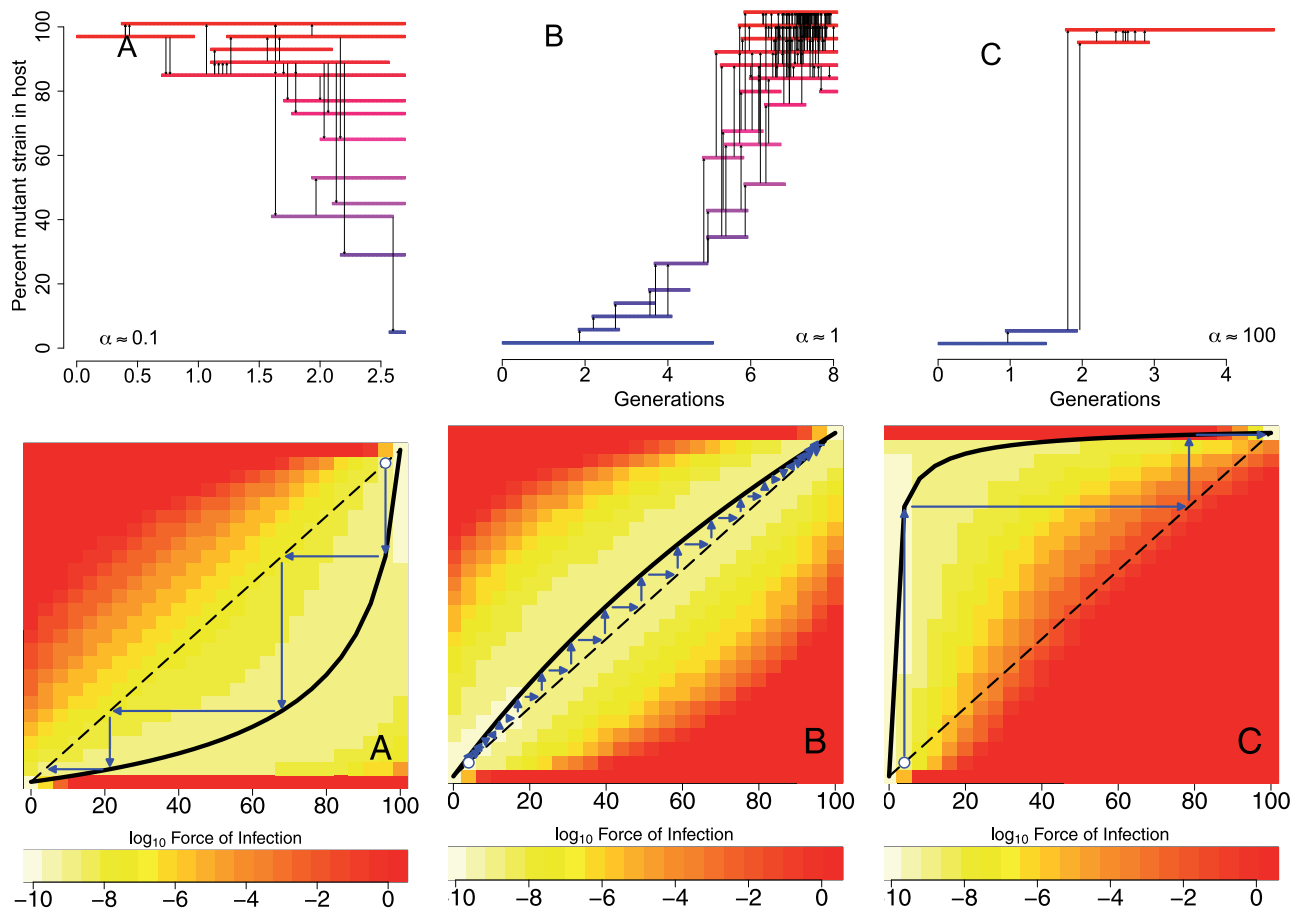 Percent mutant strain in host
100
80
60
40
20
0
A
α ≈ 0.1
0.0 0.5 1.0 1.5 2.0 2.5
B
α ≈ 1
0 2 4 6 8
Generations
C
α ≈ 100
0 1 2 3 4
Generations
A
0 20 40 60 80 100
log10 Force of Infection
−10 −8 −6 −4 −2 0
B
0 20 40 60 80 100
log10 Force of Infection
10 −8 −6 −4 −2 0
C
0 20 40 60 80 100
log10 Force of Infection
10 −8 −6 −4 −2 0